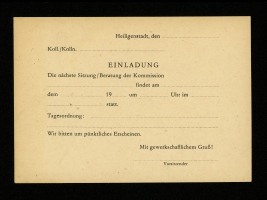 Heiligenstadt, den
Koll./Kolln.
EINLADUNG
Die nächste Sitzung/Beratung der Kommission
findet am
dem 19 um Uhr im
statt.
Tagesordnung:
Wir bitten um pünktliches Erscheinen.
Mit gewerkschaftlichem Gruß!
Vorsitzender